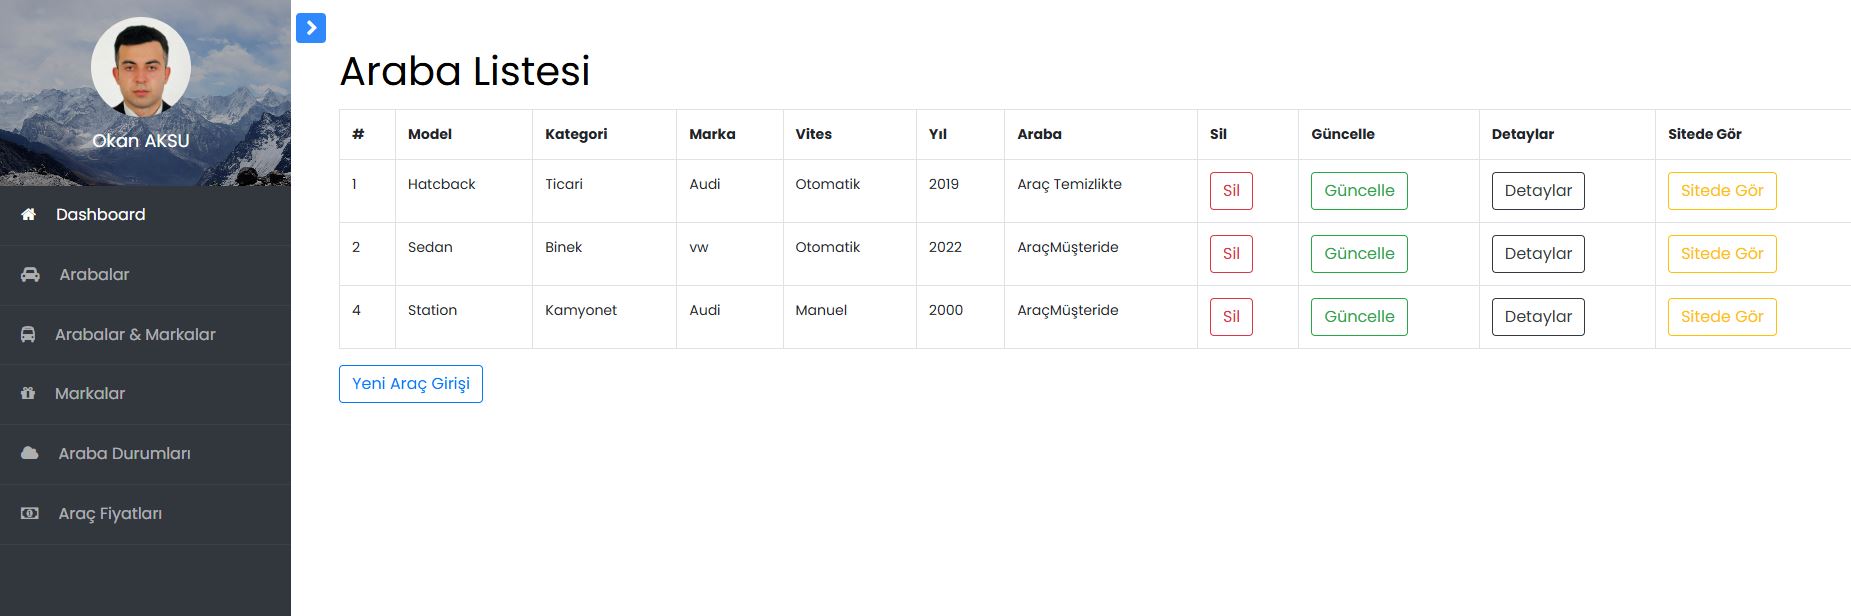 Okan AKSU
Dashboard
Arabalar
Arabalar & Markalar
Markalar
Araba Durumları
Araç Fiyatları
Araba Listesi
# Model Kategori Marka Vites Yıl Araba Sil Güncelle Detaylar Sitede Gör
1 Hatcback Ticari Audi Otomatik 2019 Araç Temizlikte Sil Güncelle Detaylar Sitede Gör
2 Sedan Binek vw Otomatik 2022 AraçMüşteride Sil Güncelle Detaylar Sitede Gör
4 Station Kamyonet Audi Manuel 2000 AraçMüşteride Sil Güncelle Detaylar Sitede Gör
Yeni Araç Girişi